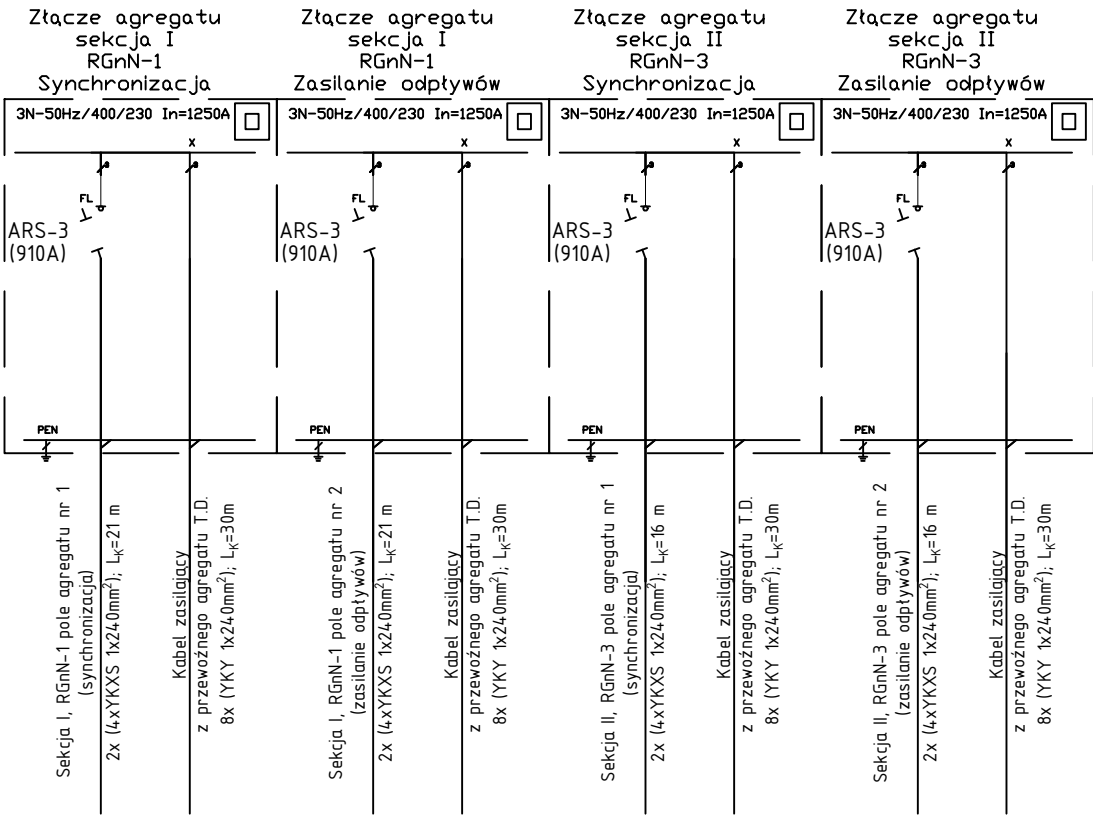 Złącze agregatu
sekcja I
RGnN-1
Synchronizacja
3N-50Hz/400/230 In=1250A
x
FL
ARS-3
(910A)
PEN
Sekcja I, RGnN-1 pole agregatu nr 1
(synchronizacja)
2x (4xYKXS 1x240mm²); LK=21 m
Kabel zasilający
z przewoźnego agregatu T.D.
8x (YKY 1x240mm²); LK=30m
Złącze agregatu
sekcja I
RGnN-1
Zasilanie odpływów
3N-50Hz/400/230 In=1250A
x
FL
ARS-3
(910A)
PEN
Sekcja I, RGnN-1 pole agregatu nr 2
(zasilanie odpływów)
2x (4xYKXS 1x240mm²); LK=21 m
Kabel zasilający
z przewoźnego agregatu T.D.
8x (YKY 1x240mm²); LK=30m
Złącze agregatu
sekcja II
RGnN-3
Synchronizacja
3N-50Hz/400/230 In=1250A
x
FL
ARS-3
(910A)
PEN
Sekcja II, RGnN-3 pole agregatu nr 1
(synchronizacja)
2x (4xYKXS 1x240mm²); LK=16 m
Kabel zasilający
z przewoźnego agregatu T.D.
8x (YKY 1x240mm²); LK=30m
Złącze agregatu
sekcja II
RGnN-3
Zasilanie odpływów
3N-50Hz/400/230 In=1250A
x
FL
ARS-3
(910A)
PEN
Sekcja II, RGnN-3 pole agregatu nr 2
(zasilanie odpływów)
2x (4xYKXS 1x240mm²); LK=16 m
Kabel zasilający
z przewoźnego agregatu T.D.
8x (YKY 1x240mm²); LK=30m